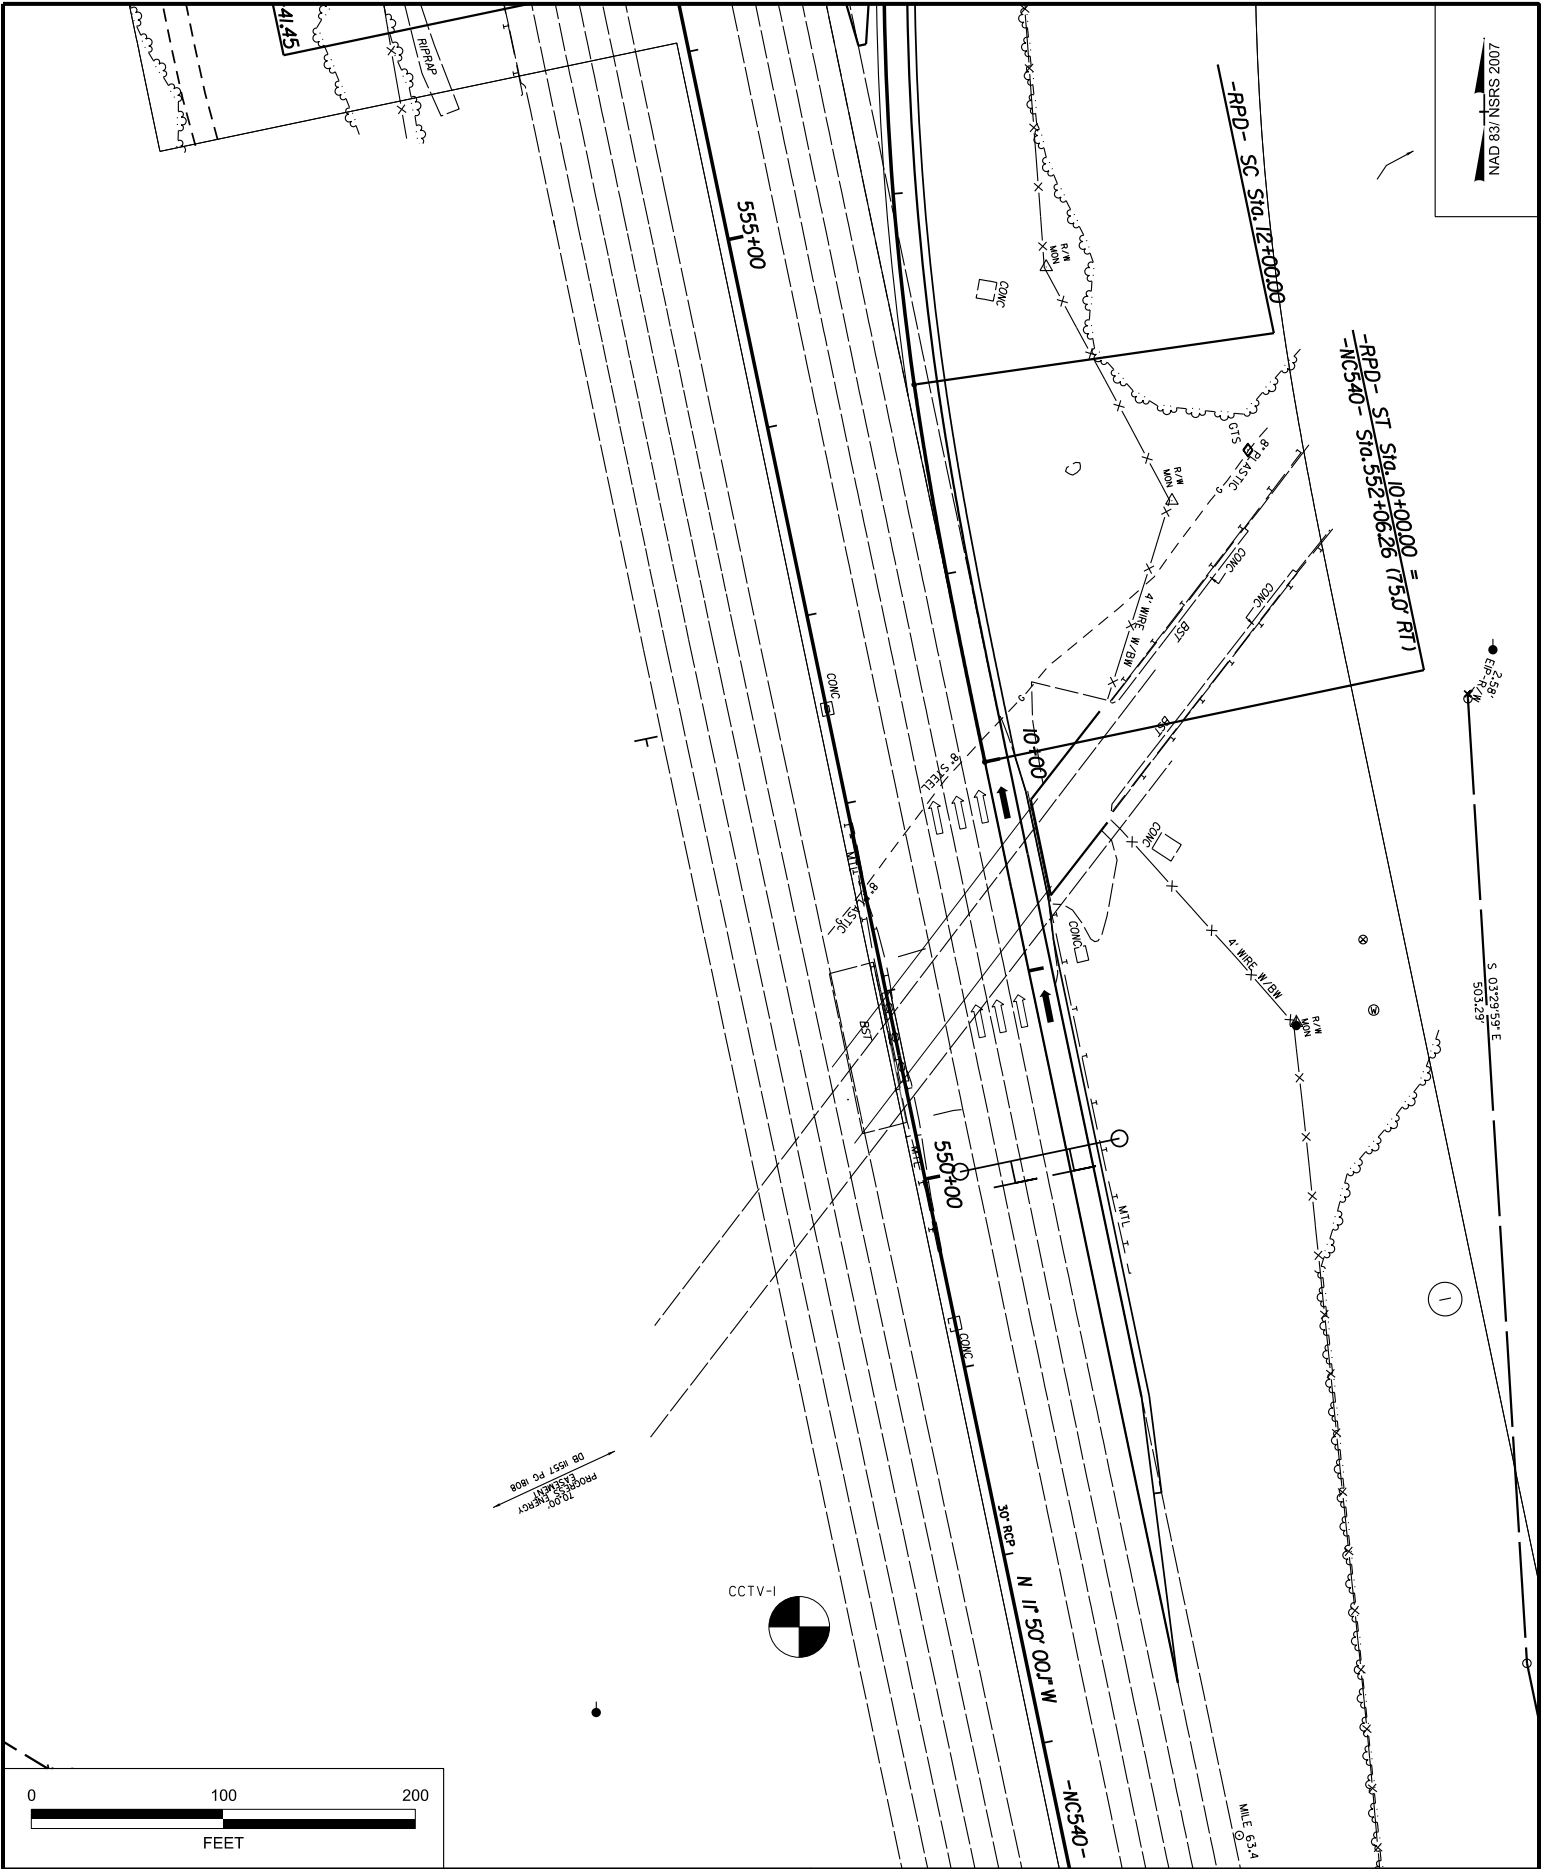 41.45
RIPRAP
NAD 83/ NSRS 2007
-RPD- SC Sta. 12+00.00
555+00
R/W
MON
CONC
-RPD- ST Sta. 10+00.00 =
-NC540- Sta. 552+06.26 (75.0' RT)
GTS
8" PLASTIC
G
R/W
MON
CONC
CONC
4' WIRE W/BW
BST
2.58'
EIP-R/W
CONC
G
BST
10+00
8" STEEL
CONC
MTL
8" PLASTIC
CONC
4' WIRE W/BW
S 03°29'59" E
503.29'
W
R/W
MON
BST
550+00
MTL
MTL
1
CONC
70.00'
PROGRESS ENERGY
EASEMENT
DB 11557 PG 1808
30" RCP
N 11° 50' 00.1" W
CCTV-1
-NC540-
MILE 63.4
0 100 200
FEET